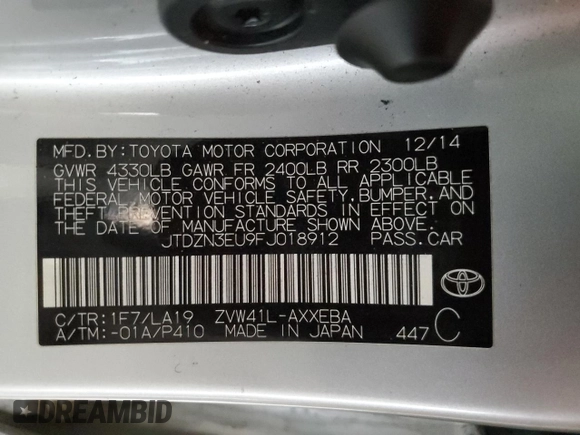 MFD.BY:TOYOTA MOTOR CORPORATION 12/14
GVWR 4330LB GAWR FR 2400LB RR 2300LB
THIS VEHICLE CONFORMS TO ALL APPLICABLE
FEDERAL MOTOR VEHICLE SAFETY,BUMPER,AND
THEFT PREVENTION STANDARDS IN EFFECT ON
THE DATE OF MANUFACTURE SHOWN ABOVE.
JTDZN3EU9FJ018912 PASS.CAR
C/TR:1F7/LA19 ZVW41L-AXXEBA
A/TM:-01A/P410 MADE IN JAPAN 447 C
DREAMBID